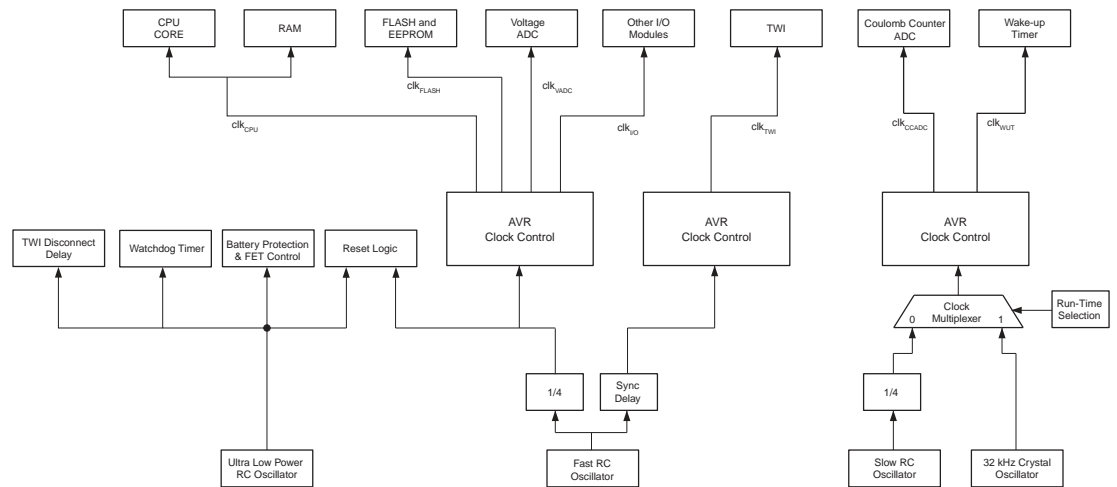 CPU
CORE
RAM
FLASH and
EEPROM
Voltage
ADC
Other I/O
Modules
TWI
Coulomb Counter
ADC
Wake-up
Timer
clkCPU
clkFLASH
clkVADC
clkI/O
clkTWI
clkCCADC
clkWUT
AVR
Clock Control
AVR
Clock Control
AVR
Clock Control
TWI Disconnect
Delay
Watchdog Timer
Battery Protection
& FET Control
Reset Logic
Clock
Multiplexer
0
1
Run-Time
Selection
1/4
Sync
Delay
1/4
Ultra Low Power
RC Oscillator
Fast RC
Oscillator
Slow RC
Oscillator
32 kHz Crystal
Oscillator